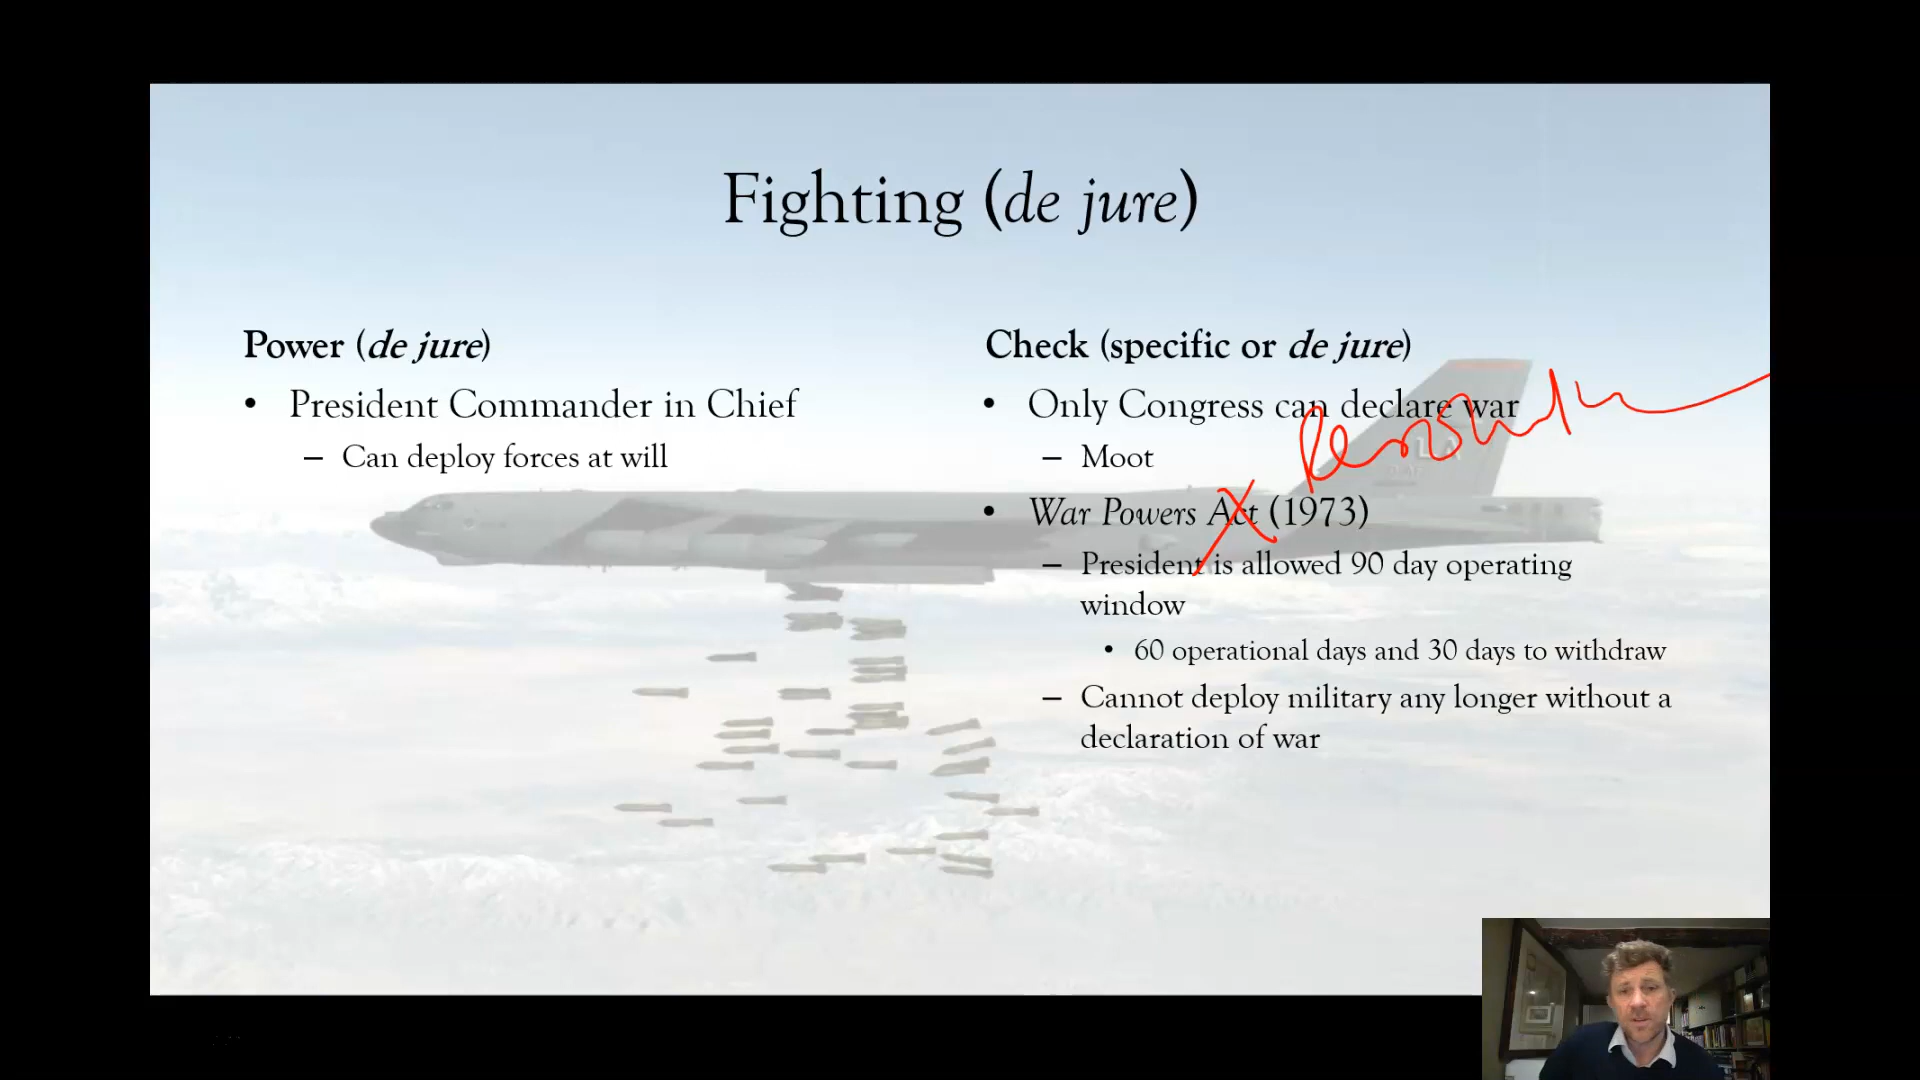 Fighting (de jure)
Power (de jure)
• President Commander in Chief
– Can deploy forces at will
Check (specific or de jure)
• Only Congress can declare war
– Moot
Resolution
• War Powers Act (1973)
– President is allowed 90 day operating
window
• 60 operational days and 30 days to withdraw
– Cannot deploy military any longer without a
declaration of war
LA